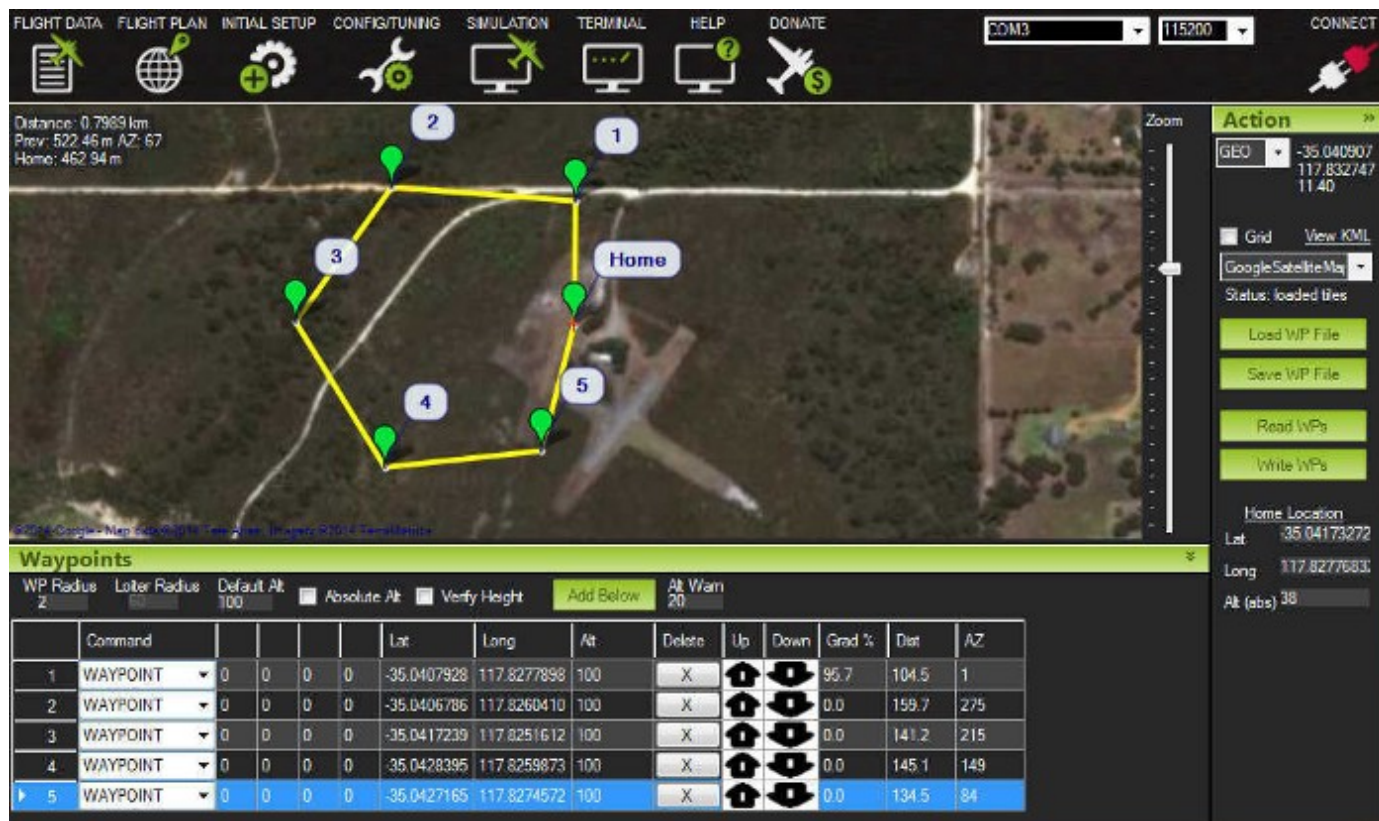 FLIGHT DATA FLIGHT PLAN INITIAL SETUP CONFIG/TUNING SIMULATION TERMINAL HELP DONATE COM3 115200 CONNECT
Distance: 0.7989 km
Prev: 522.46 m AZ: 67
Home: 462.94 m
2
1
3
Home
5
4
Zoom
Action »
GEO -35.040907
117.832747
11.40
Grid View KML
GoogleSatelliteMap
Status: loaded tiles
Load WP File
Save WP File
Read WPs
Write WPs
Home Location
Lat -35.04173272
Long 117.8277683
Alt (abs) 38
Waypoints
WP Radius Loiter Radius Default Alt Absolute Alt Verify Height Add Below Alt Warn
2 100 20
Command Lat Long Alt Delete Up Down Grad % Dist AZ
1 WAYPOINT 0 0 0 0 -35.0407928 117.8277898 100 X 95.7 104.5 1
2 WAYPOINT 0 0 0 0 -35.0406786 117.8260410 100 X 0.0 159.7 275
3 WAYPOINT 0 0 0 0 -35.0417239 117.8251612 100 X 0.0 141.2 215
4 WAYPOINT 0 0 0 0 -35.0428395 117.8259873 100 X 0.0 145.1 149
5 WAYPOINT 0 0 0 0 -35.0427165 117.8274572 100 X 0.0 134.5 84